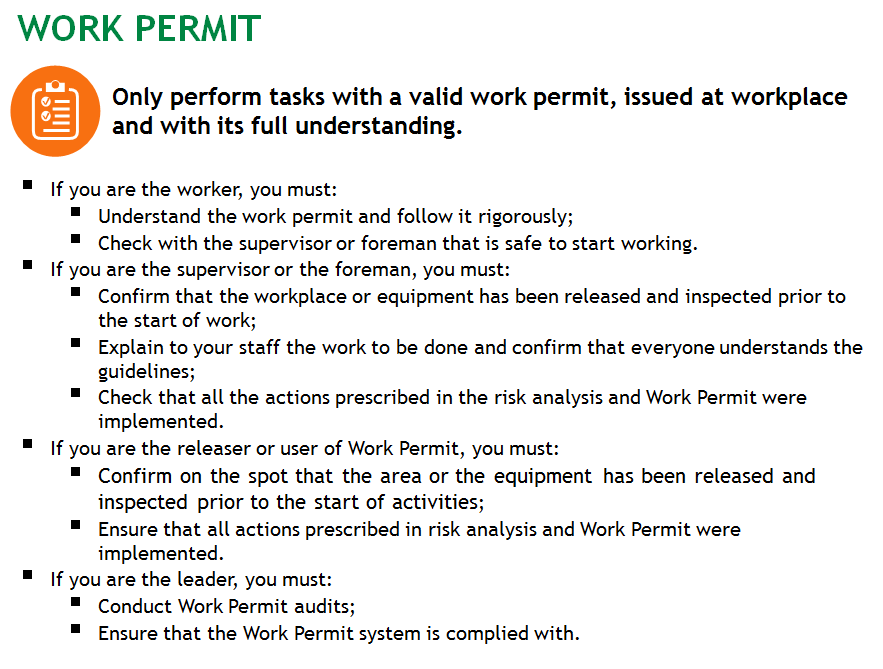 WORK PERMIT
Only perform tasks with a valid work permit, issued at workplace
and with its full understanding.
If you are the worker, you must:
Understand the work permit and follow it rigorously;
Check with the supervisor or foreman that is safe to start working.
If you are the supervisor or the foreman, you must:
Confirm that the workplace or equipment has been released and inspected prior to
the start of work;
Explain to your staff the work to be done and confirm that everyone understands the
guidelines;
Check that all the actions prescribed in the risk analysis and Work Permit were
implemented.
If you are the releaser or user of Work Permit, you must:
Confirm on the spot that the area or the equipment has been released and
inspected prior to the start of activities;
Ensure that all actions prescribed in risk analysis and Work Permit were
implemented.
If you are the leader, you must:
Conduct Work Permit audits;
Ensure that the Work Permit system is complied with.